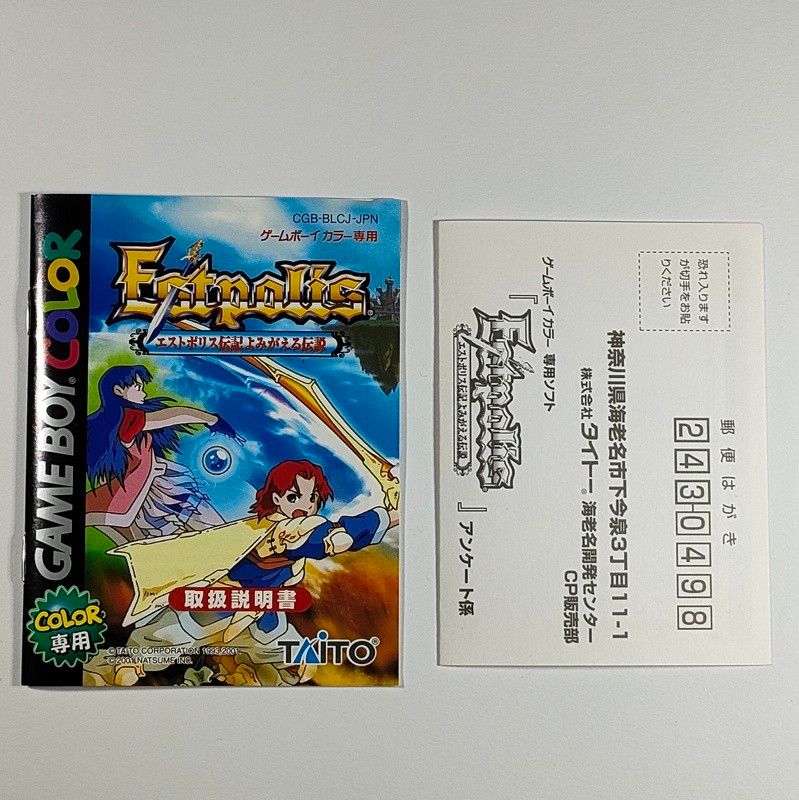 GAME BOY COLOR
COLOR
専用
CGB-BLCJ-JPN
ゲームボーイカラー専用
Estpolis
エストポリス伝記よみがえる伝説
取扱説明書
© TAITO CORPORATION 1993,2001
© 2001 NATSUME INC.
TAITO®
恐れ入ります
が切手をお貼
りください
郵便はがき
2430498
神奈川県海老名市下今泉3丁目11-1
株式会社タイトー® 海老名開発センター
CP販売部
ゲームボーイカラー専用ソフト
『Estpolis
エストポリス伝記よみがえる伝説
』アンケート係